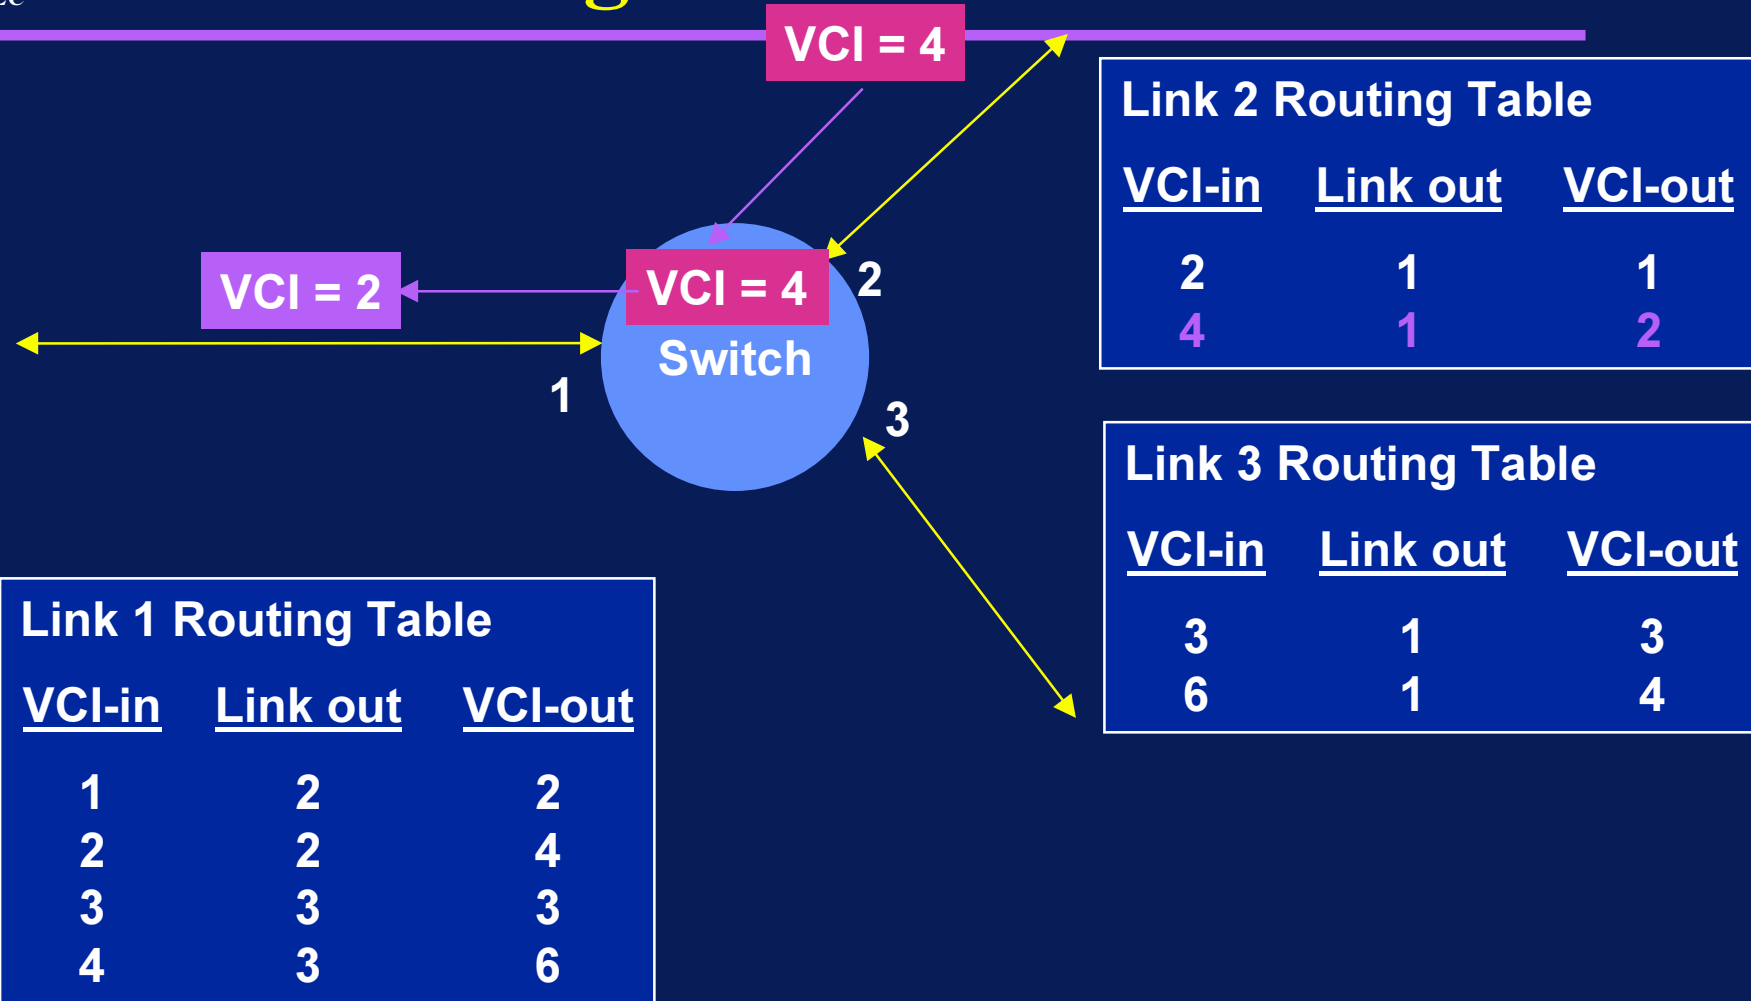 VCI = 4
VCI = 2
VCI = 4
Switch
1
2
3
Link 2 Routing Table
VCI-in Link out VCI-out
2 1 1
4 1 2
Link 3 Routing Table
VCI-in Link out VCI-out
3 1 3
6 1 4
Link 1 Routing Table
VCI-in Link out VCI-out
1 2 2
2 2 4
3 3 3
4 3 6